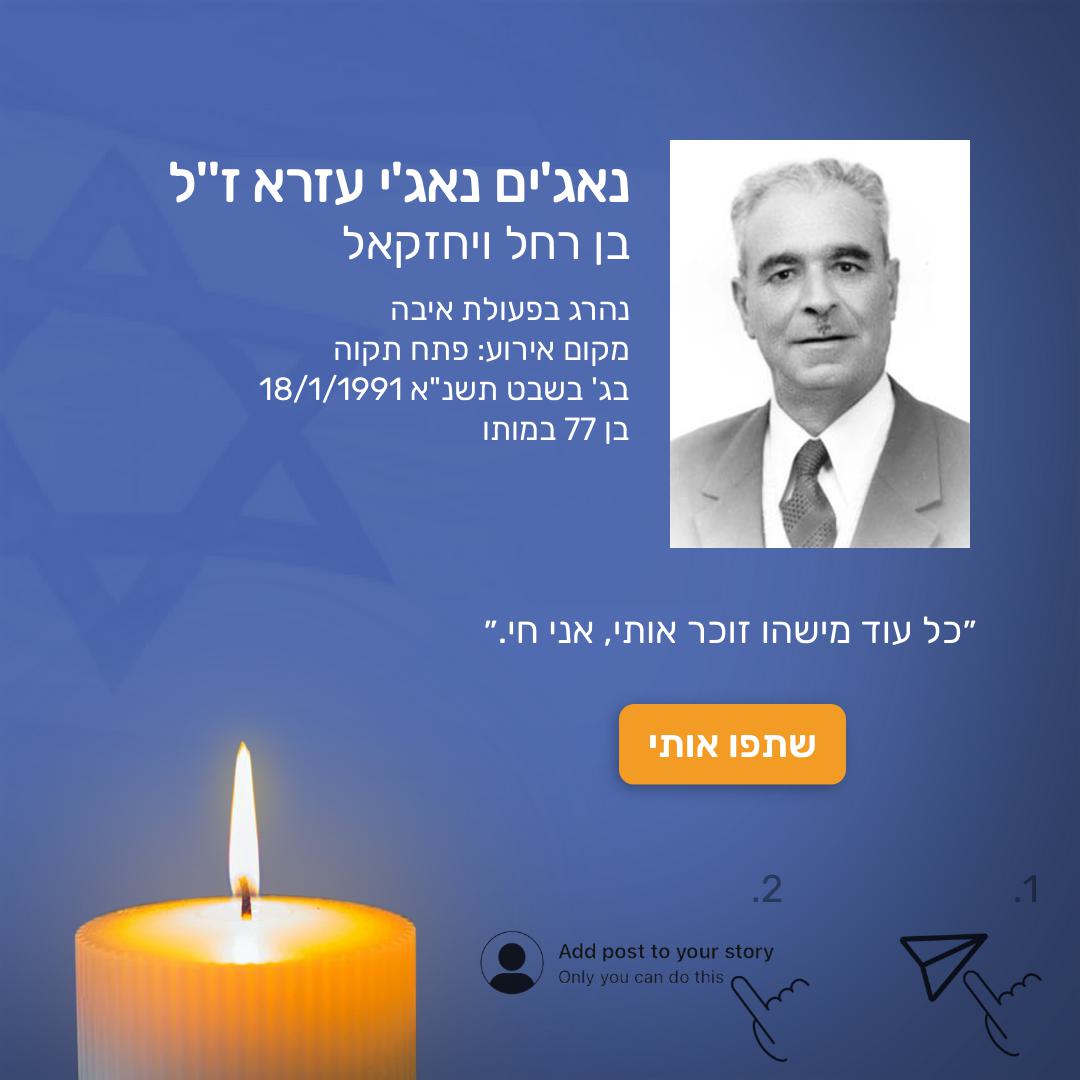 נאג'ים נאג'י עזרא ז"ל
בן רחל ויחזקאל
נהרג בפעולת איבה
מקום אירוע: פתח תקוה
בג' בשבט תשנ"א 18/1/1991
בן 77 במותו
״כל עוד מישהו זוכר אותי, אני חי.״
שתפו אותי
1.
2.
Add post to your story
Only you can do this